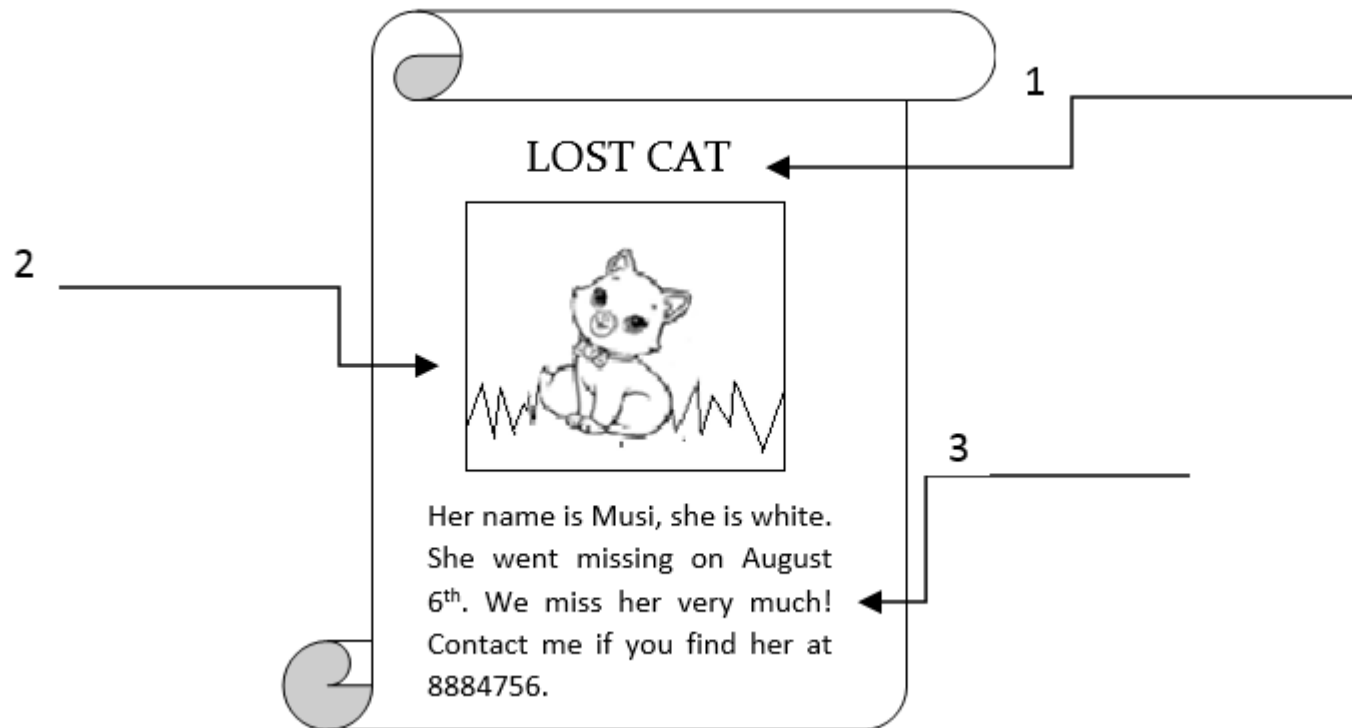 1
LOST CAT
2
3
Her name is Musi, she is white.
She went missing on August
6th. We miss her very much!
Contact me if you find her at
8884756.